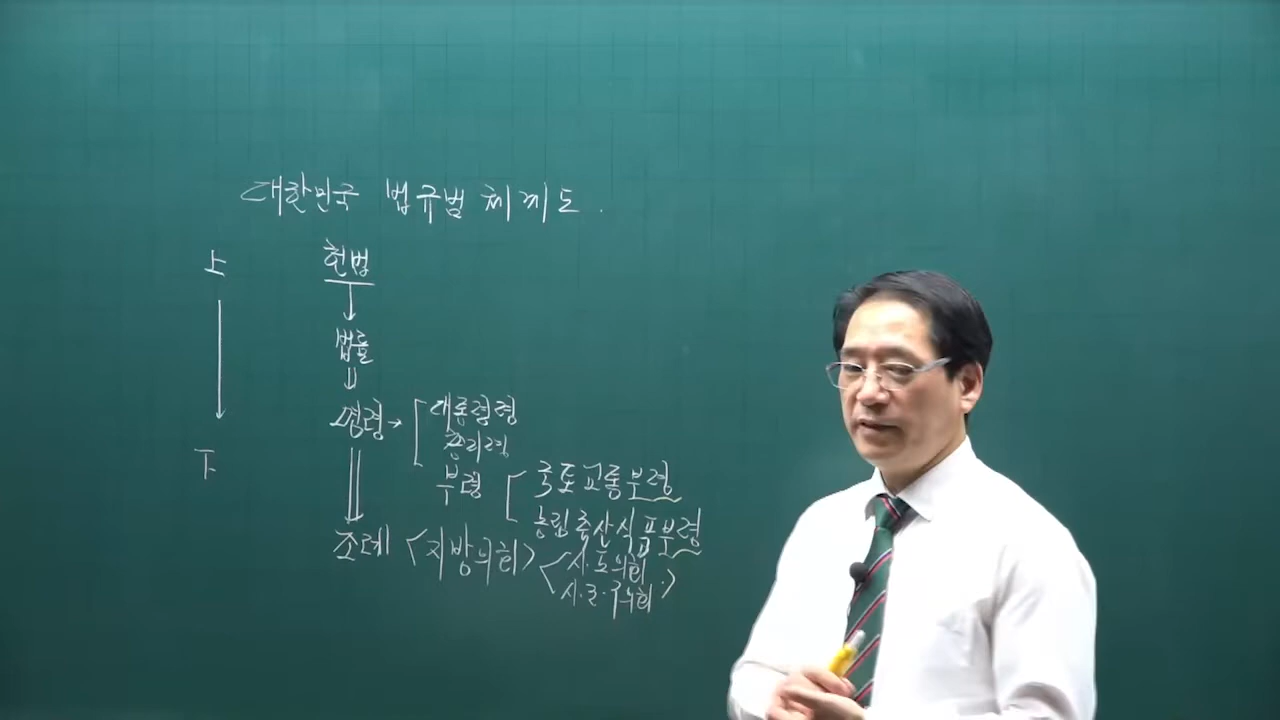 대한민국 법규범 체계도.
上
헌법
법률
명령→ 대통령령
총리령
부령 국토교통부령
농림축산식품부령
下
조례 <지방의회> <시·도의회
시·군·구의회>